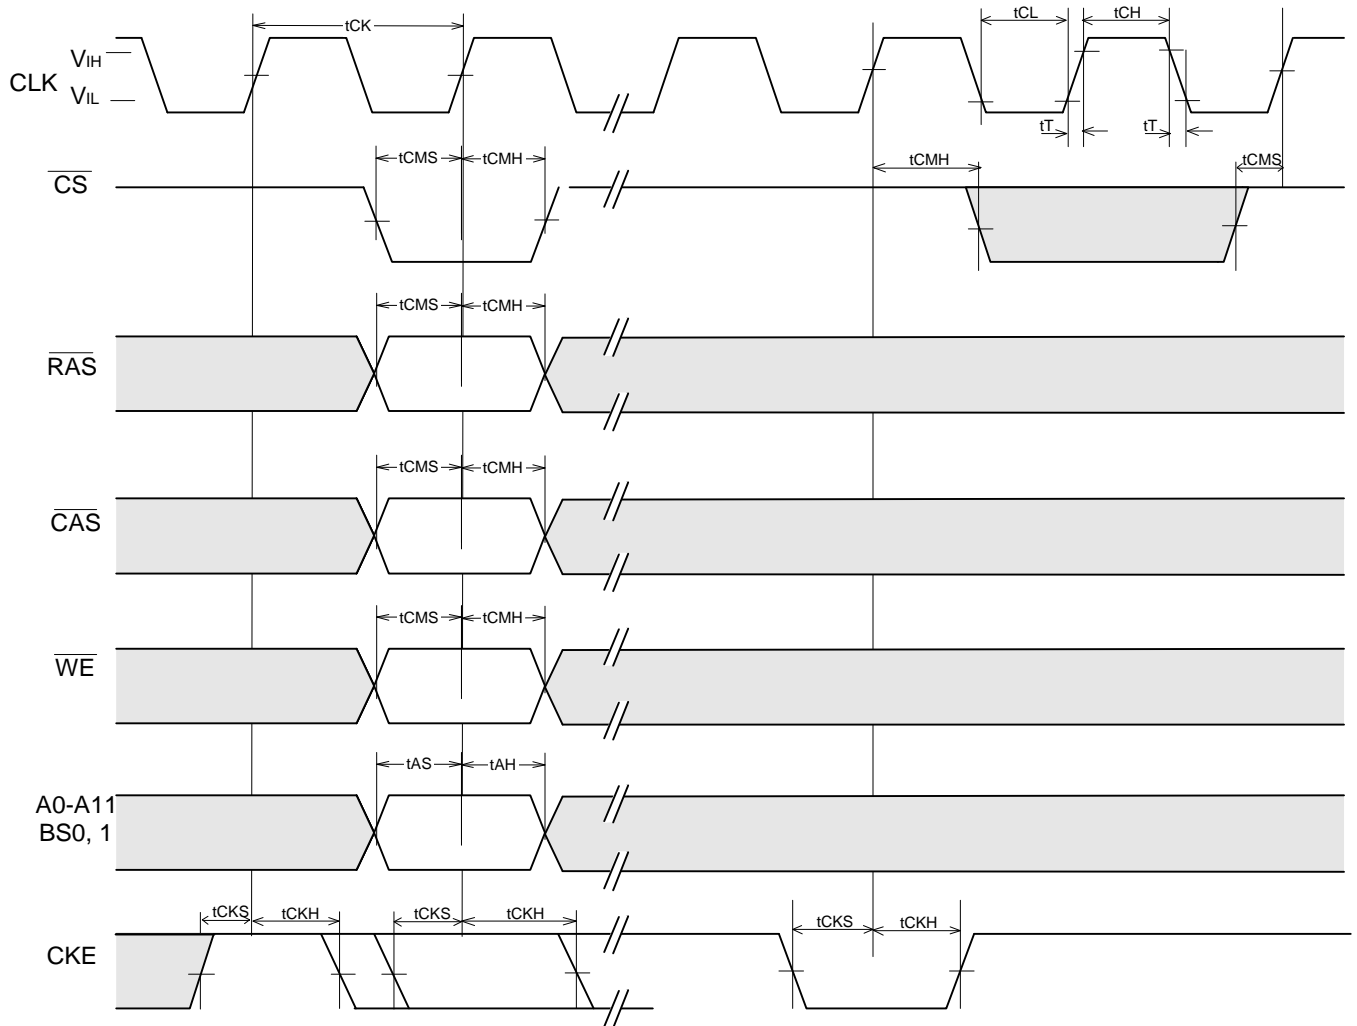 tCK
tCL
tCH
VIH
CLK
VIL
tT
tT
tCMS
tCMH
tCMH
tCMS
CS
tCMS
tCMH
RAS
tCMS
tCMH
CAS
tCMS
tCMH
WE
tAS
tAH
A0-A11
BS0, 1
tCKS
tCKH
tCKS
tCKH
tCKS
tCKH
CKE